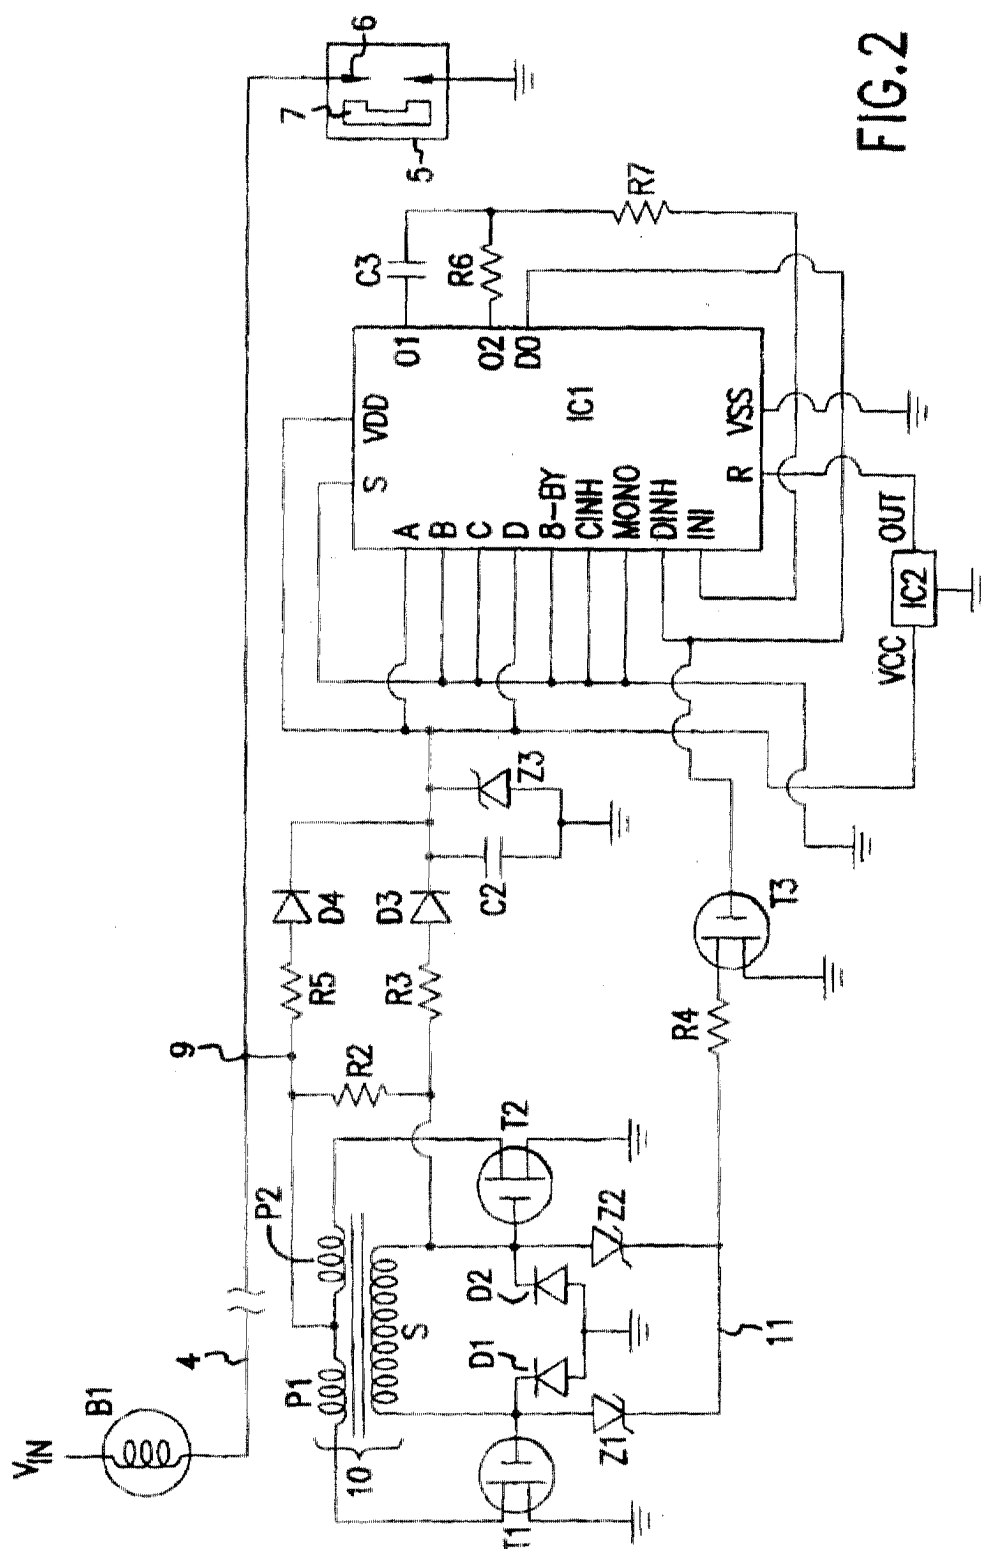 FIG.2
VIN
B1
4
9
6
7
5
P1
P2
10
S
R2
R5
D4
R3
D3
C2
Z3
T1
T2
D1
D2
Z1
Z2
11
R4
T3
S
VDD
A
B
C
D
8-BY
CINH
MONO
DINH
INI
O1
O2
DO
IC1
R
VSS
C3
R6
R7
VCC
OUT
IC2